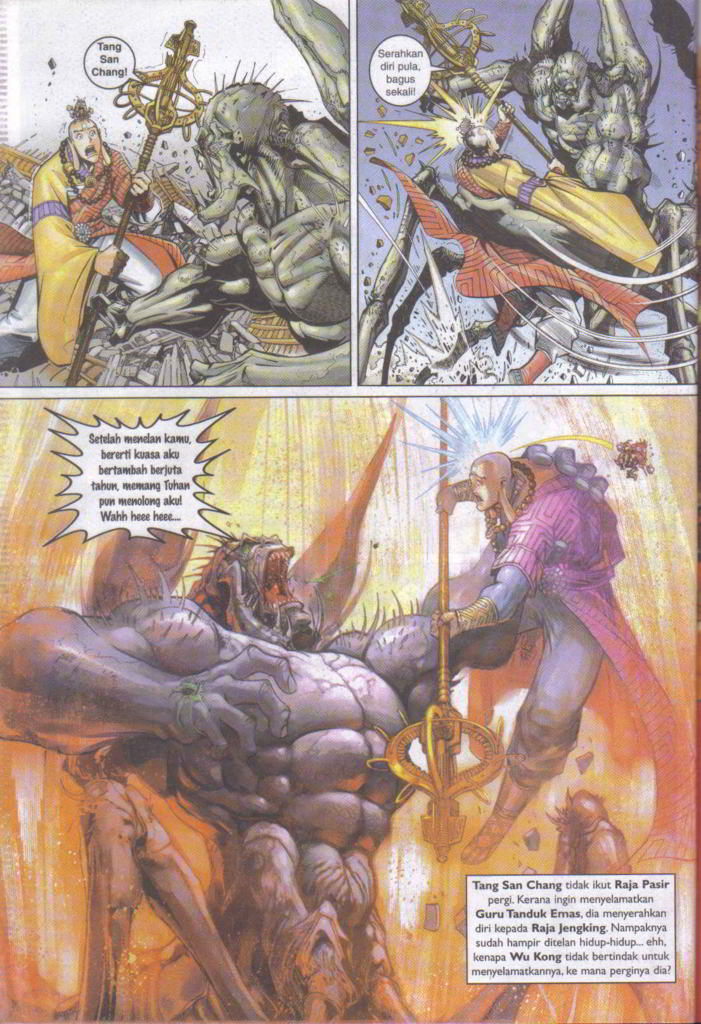 Tang
San
Chang!
Serahkan
diri pula,
bagus
sekali!
Setelah menelan kamu,
bererti kuasa aku
bertambah berjuta
tahun, memang Tuhan
pun menolong aku!
Wahh heee heee....
Tang San Chang tidak ikut Raja Pasir
pergi. Kerana ingin menyelamatkan
Guru Tanduk Emas, dia menyerahkan
diri kepada Raja Jengking. Nampaknya
sudah hampir ditelan hidup-hidup... ehh,
kenapa Wu Kong tidak bertindak untuk
menyelamatkannya, ke mana perginya dia?